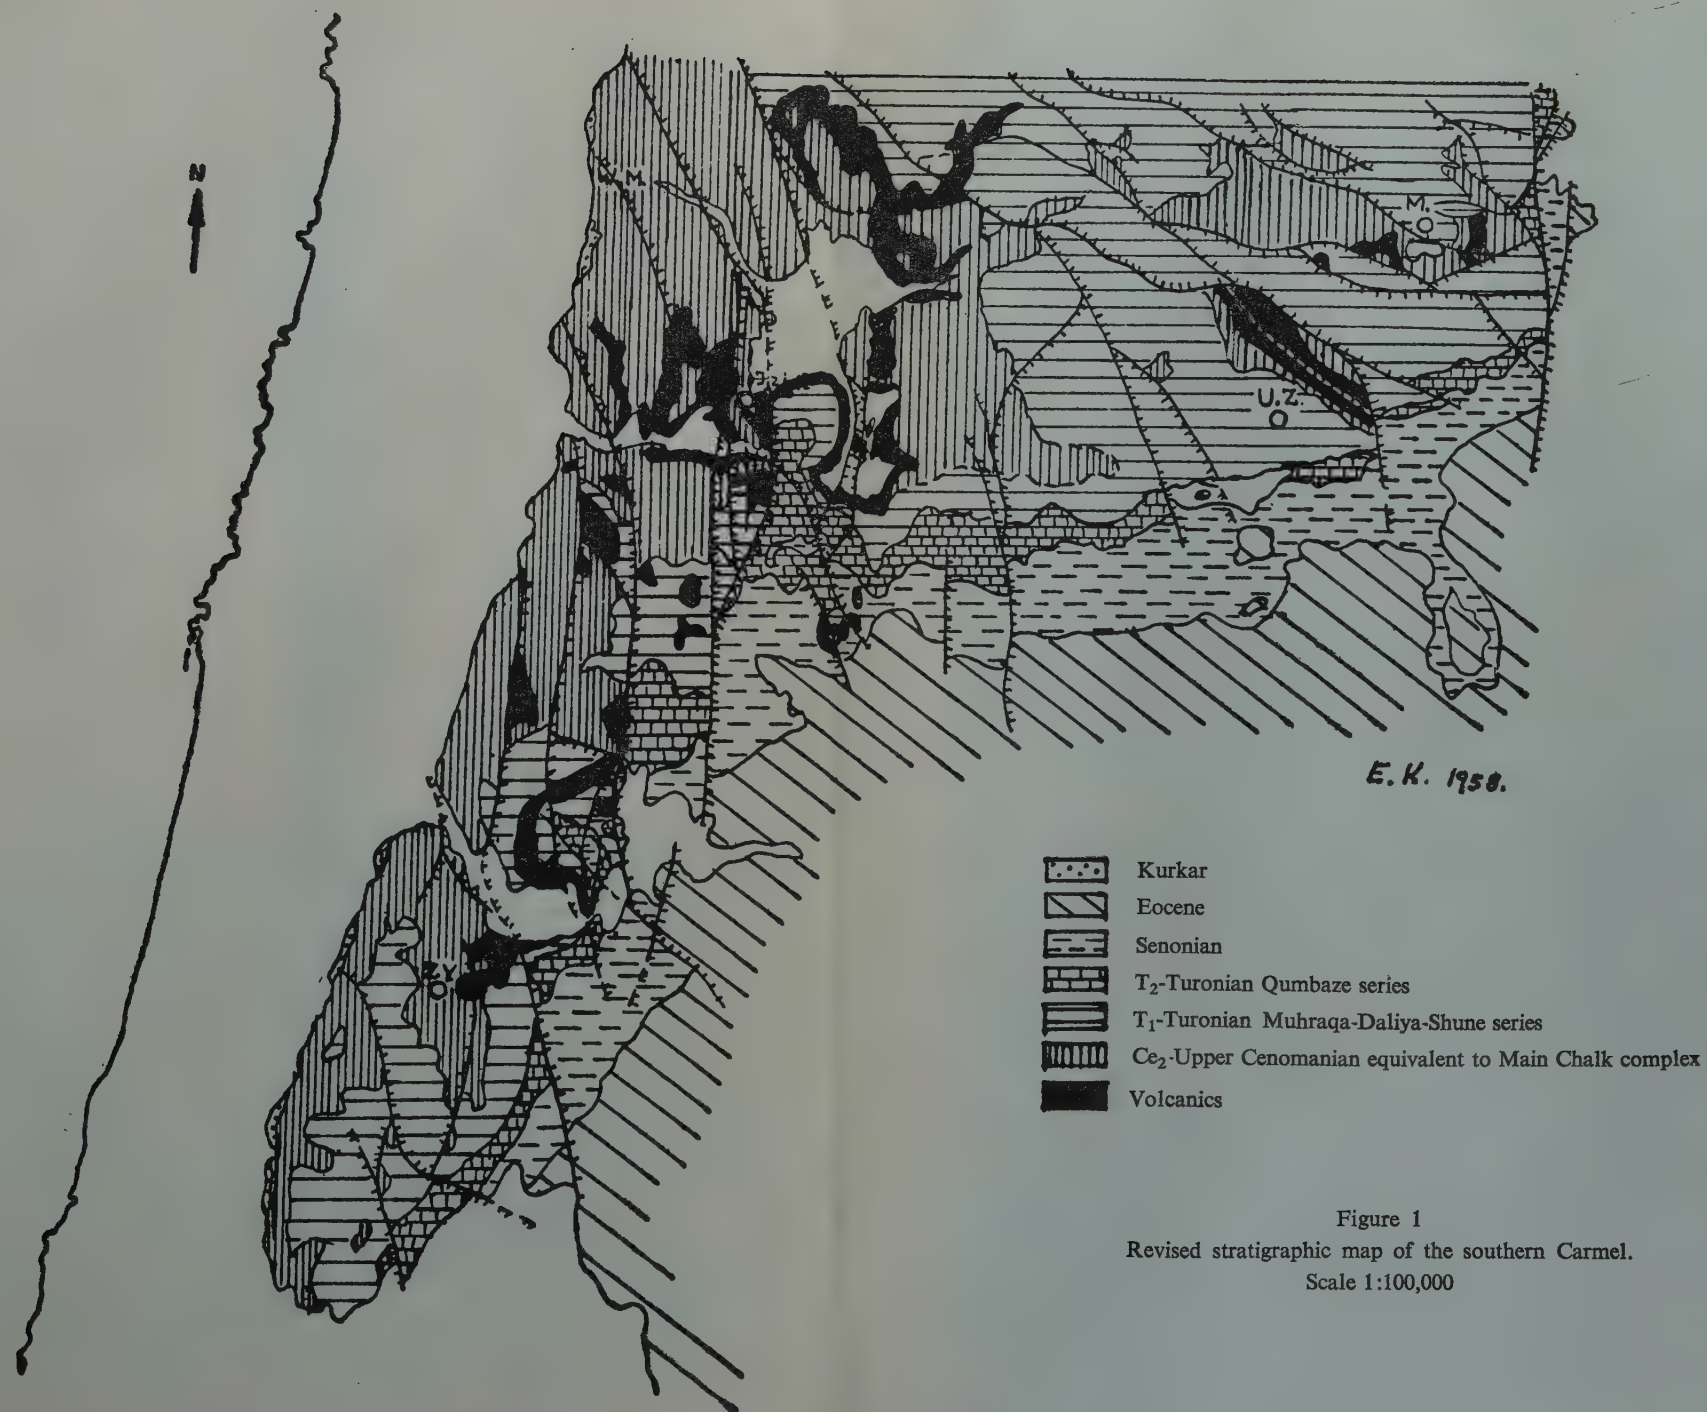 N
M.
M.
U.Z.
Z.Y.
E. K. 1958.
Kurkar
Eocene
Senonian
T₂-Turonian Qumbaze series
T₁-Turonian Muhraqa-Daliya-Shune series
Ce₂-Upper Cenomanian equivalent to Main Chalk complex
Volcanics
Figure 1
Revised stratigraphic map of the southern Carmel.
Scale 1:100,000